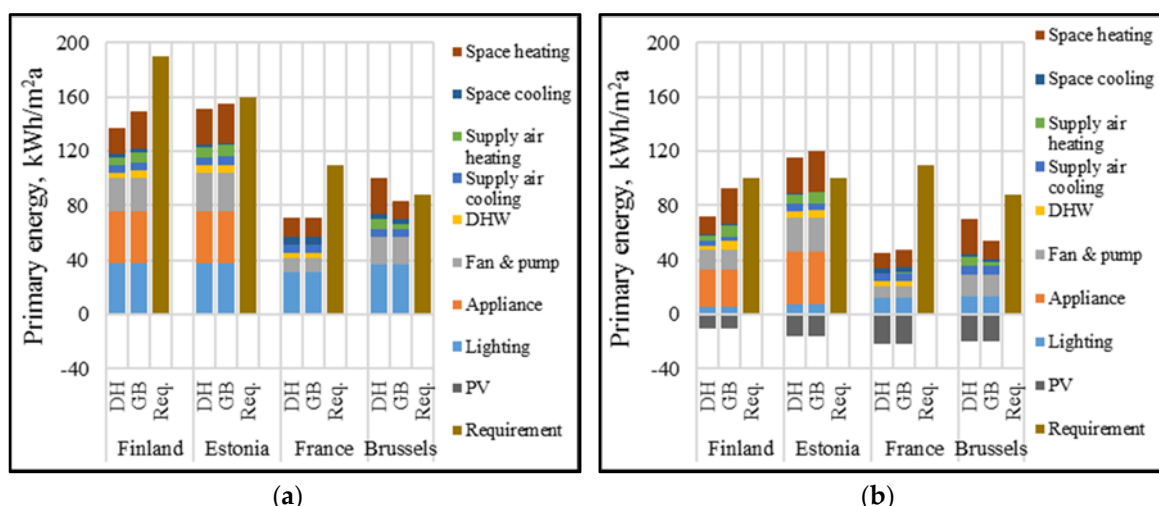 Primary energy, kWh/m²a
200
160
120
80
40
0
-40
DH
GB
Req.
DH
GB
Req.
DH
GB
Req.
DH
GB
Req.
Finland
Estonia
France
Brussels
Space heating
Space cooling
Supply air
heating
Supply air
cooling
DHW
Fan & pump
Appliance
Lighting
PV
Requirement
(a)
Primary energy, kWh/m²a
200
160
120
80
40
0
-40
DH
GB
Req.
DH
GB
Req.
DH
GB
Req.
DH
GB
Req.
Finland
Estonia
France
Brussels
Space heating
Space cooling
Supply air
heating
Supply air
cooling
DHW
Fan & pump
Appliance
Lighting
PV
Requirement
(b)